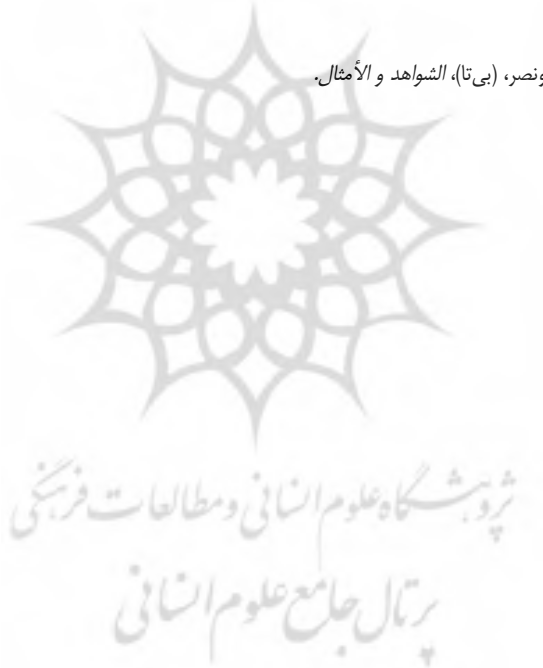 ونصر، (بی‌تا)، الشواهد و الأمثال.
پژوهشگاه علوم انسانی و مطالعات فرهنگی
پرتال جامع علوم انسانی